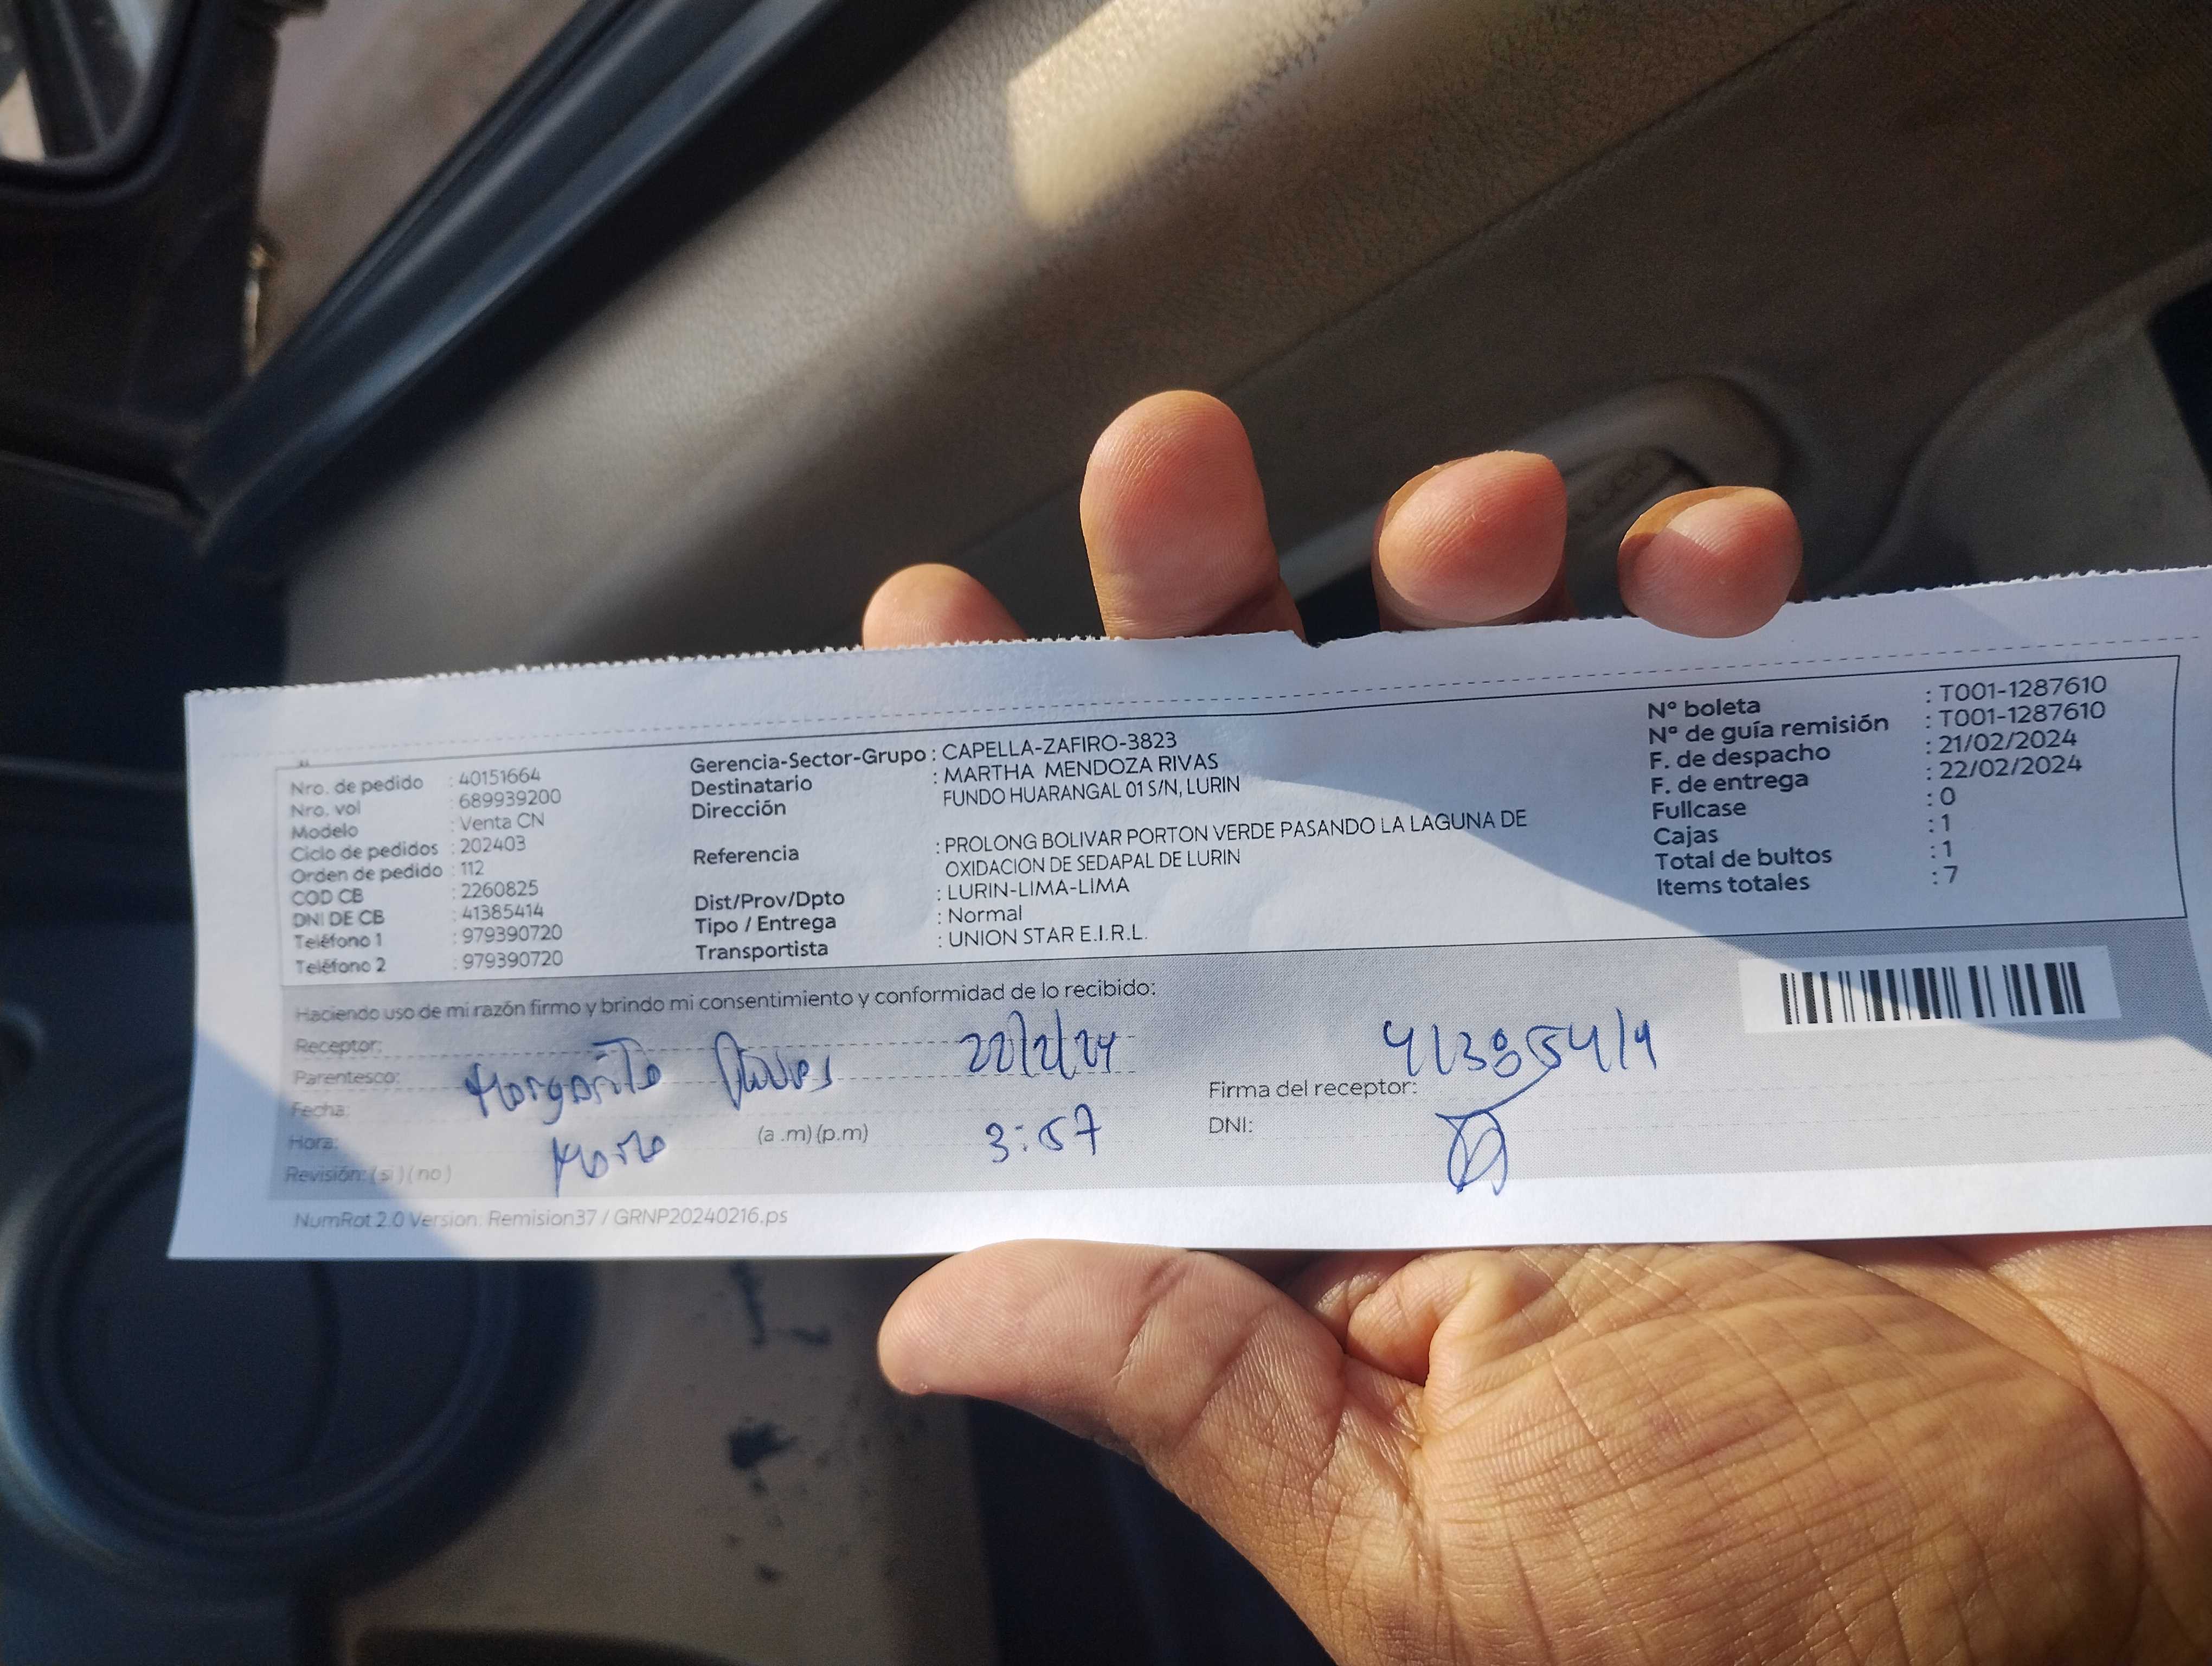 Nro. de pedido : 40151664
Nro. vol : 689939200
Modelo : Venta CN
Ciclo de pedidos : 202403
Orden de pedido : 112
COD CB : 2260825
DNI DE CB : 41385414
Teléfono 1 : 979390720
Teléfono 2 : 979390720
Gerencia-Sector-Grupo : CAPELLA-ZAFIRO-3823
Destinatario : MARTHA MENDOZA RIVAS
Dirección FUNDO HUARANGAL 01 S/N, LURIN
Referencia : PROLONG BOLIVAR PORTON VERDE PASANDO LA LAGUNA DE
OXIDACION DE SEDAPAL DE LURIN
Dist/Prov/Dpto : LURIN-LIMA-LIMA
Tipo / Entrega : Normal
Transportista : UNION STAR E.I.R.L.
N° boleta : T001-1287610
N° de guía remisión : T001-1287610
F. de despacho : 21/02/2024
F. de entrega : 22/02/2024
Fullcase : 0
Cajas : 1
Total de bultos : 1
Items totales : 7
Haciendo uso de mi razón firmo y brindo mi consentimiento y conformidad de lo recibido:
Receptor:
Parentesco: Margarita 22/2/24
Fecha:
Hora: (a .m) (p.m) 3:57
Revisión: (si) (no)
41385414
Firma del receptor:
DNI:
NumRot 2.0 Version: Remision37 / GRNP20240216.ps